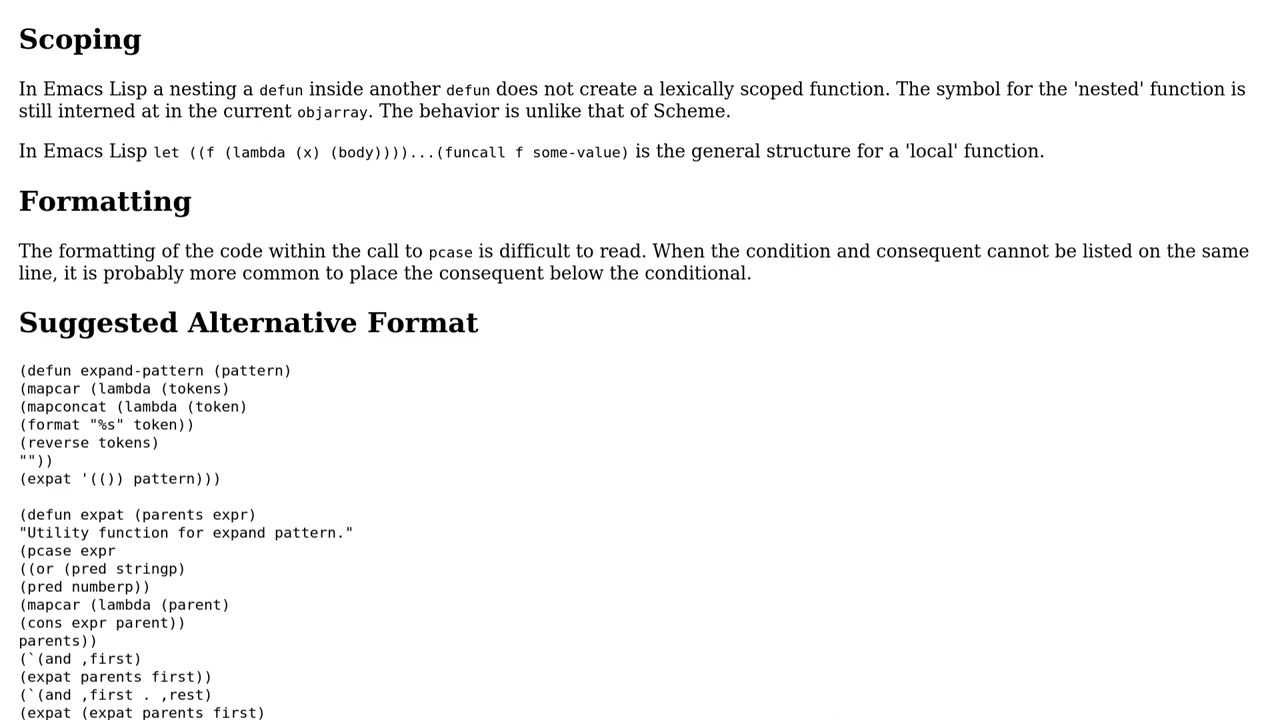 Scoping
In Emacs Lisp a nesting a defun inside another defun does not create a lexically scoped function. The symbol for the 'nested' function is
still interned at in the current objarray. The behavior is unlike that of Scheme.
In Emacs Lisp let ((f (lambda (x) (body))))...(funcall f some-value) is the general structure for a 'local' function.
Formatting
The formatting of the code within the call to pcase is difficult to read. When the condition and consequent cannot be listed on the same
line, it is probably more common to place the consequent below the conditional.
Suggested Alternative Format
(defun expand-pattern (pattern)
(mapcar (lambda (tokens)
(mapconcat (lambda (token)
(format "%s" token))
(reverse tokens)
""))
(expat '(()) pattern)))
(defun expat (parents expr)
"Utility function for expand pattern."
(pcase expr
((or (pred stringp)
(pred numberp))
(mapcar (lambda (parent)
(cons expr parent))
parents))
(`(and ,first)
(expat parents first))
(`(and ,first . ,rest)
(expat (expat parents first)